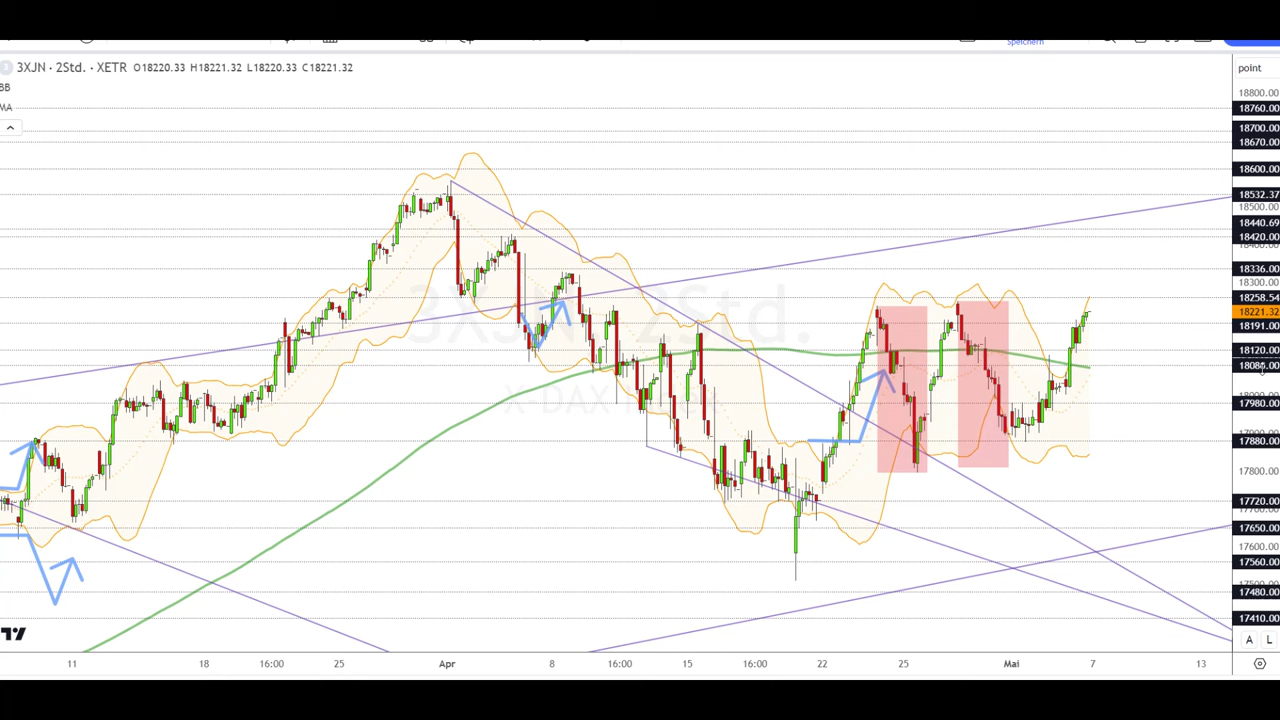 Speichern
3XJN · 2Std. · XETR O18220.33 H18221.32 L18220.33 C18221.32
BB
MA
point
18800.00
18760.00
18700.00
18670.00
18600.00
18532.37
18500.00
18440.69
18420.00
18336.00
18300.00
18258.54
18221.32
18191.00
18120.00
18086.00
17980.00
17880.00
17800.00
17720.00
17650.00
17600.00
17560.00
17480.00
17410.00
3XJN · 2Std.
X-DAX
A L
11 18 16:00 25 Apr 8 16:00 15 16:00 22 25 Mai 7 13